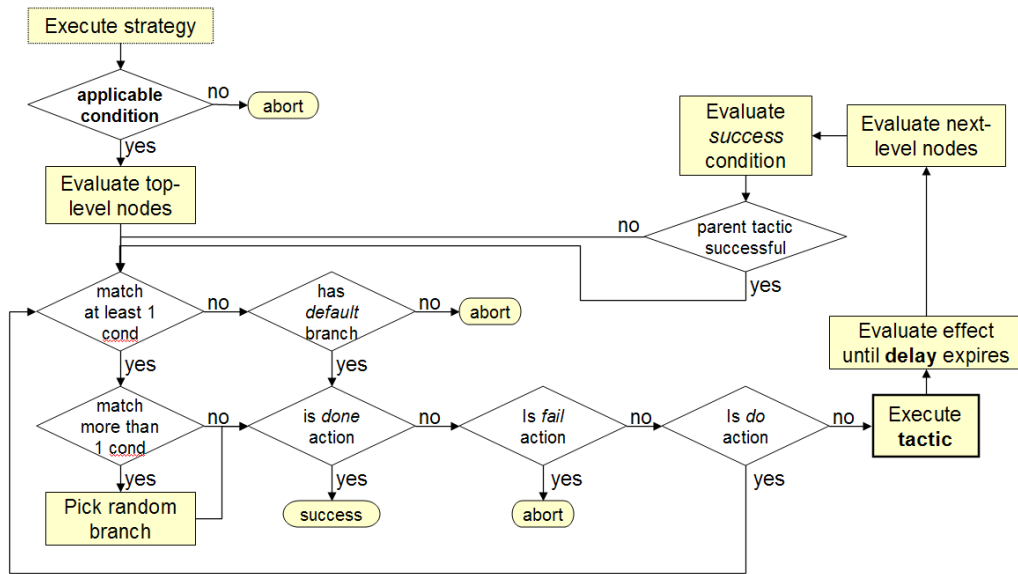 Execute strategy
applicable
condition
no
abort
yes
Evaluate top-
level nodes
Evaluate
success
condition
Evaluate next-
level nodes
parent tactic
successful
no
yes
match
at least 1
cond
no
has
default
branch
no
abort
yes
yes
Evaluate effect
until delay expires
match
more than
1 cond
no
is done
action
no
Is fail
action
no
Is do
action
no
Execute
tactic
yes
yes
yes
yes
Pick random
branch
success
abort